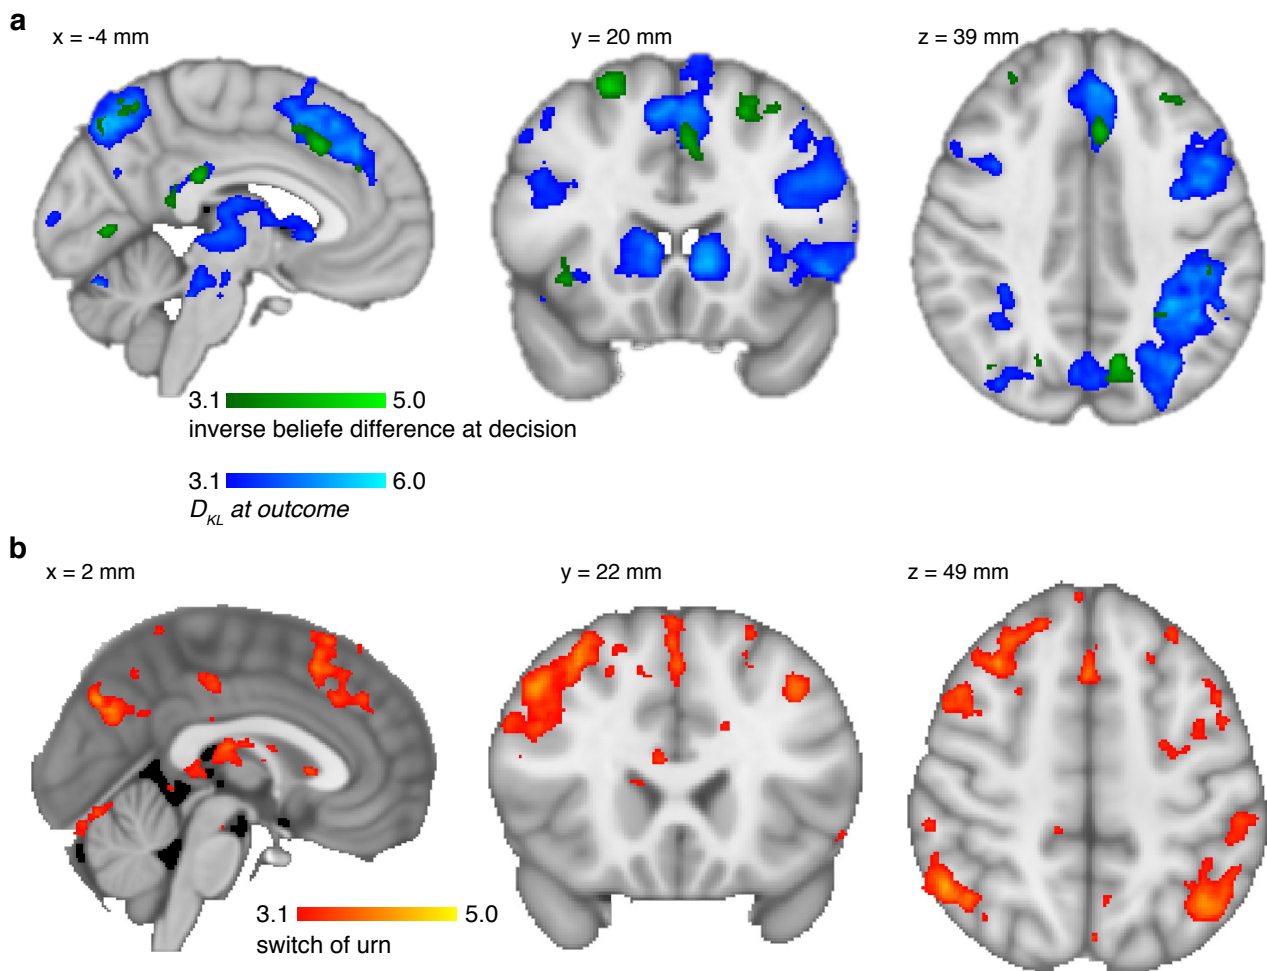 a
x = -4 mm
y = 20 mm
z = 39 mm
3.1 5.0
inverse beliefe difference at decision
3.1 6.0
D_KL at outcome
b
x = 2 mm
y = 22 mm
z = 49 mm
3.1 5.0
switch of urn